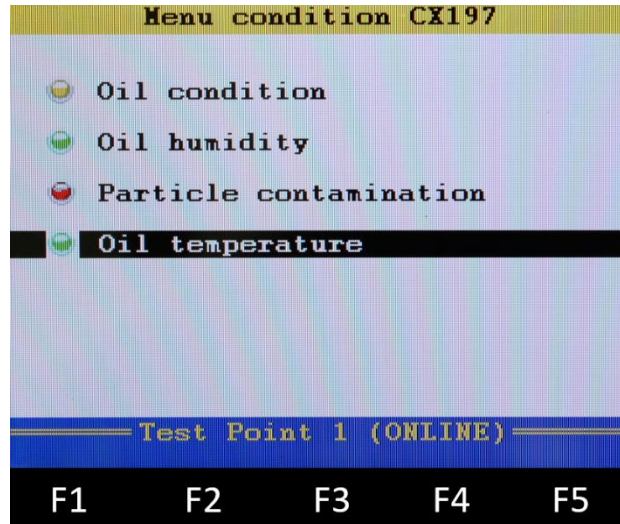 Menu condition CX197
Oil condition
Oil humidity
Particle contamination
Oil temperature
Test Point 1 (ONLINE)
F1 F2 F3 F4 F5